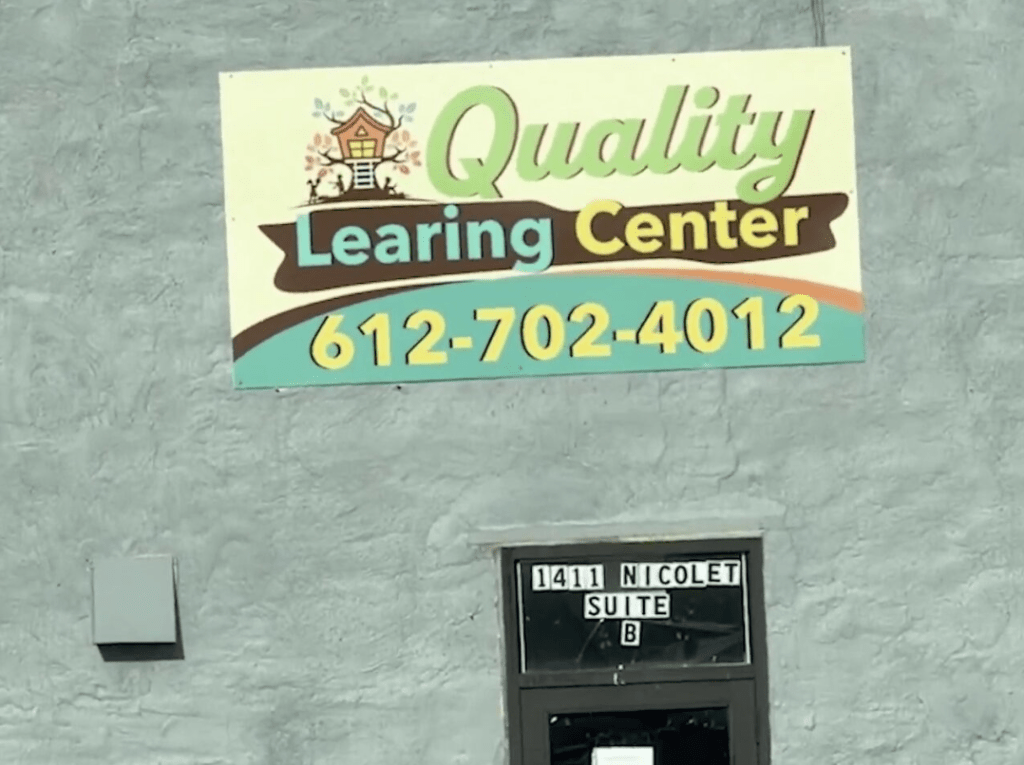 Quality
Learing Center
612-702-4012
1411 NICOLET
SUITE
B